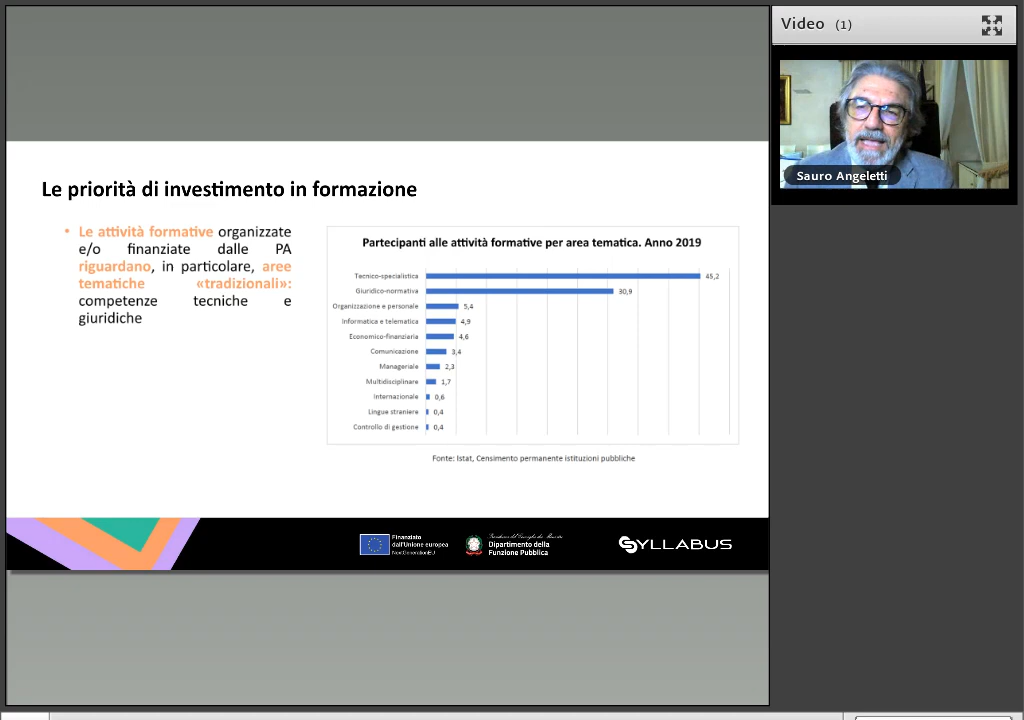 Video (1)
Sauro Angeletti
Le priorità di investimento in formazione
• Le attività formative organizzate
e/o finanziate dalle PA
riguardano, in particolare, aree
tematiche «tradizionali»:
competenze tecniche e
giuridiche
Partecipanti alle attività formative per area tematica. Anno 2019
Tecnico-specialistica 45,2
Giuridico-normativa 30,9
Organizzazione e personale 5,4
Informatica e telematica 4,9
Economico-finanziaria 4,6
Comunicazione 3,4
Manageriale 2,3
Multidisciplinare 1,7
Internazionale 0,6
Lingue straniere 0,4
Controllo di gestione 0,4
Fonte: Istat, Censimento permanente istituzioni pubbliche
Finanziato
dall'Unione europea
NextGenerationEU
Dipartimento della
Funzione Pubblica
SYLLABUS